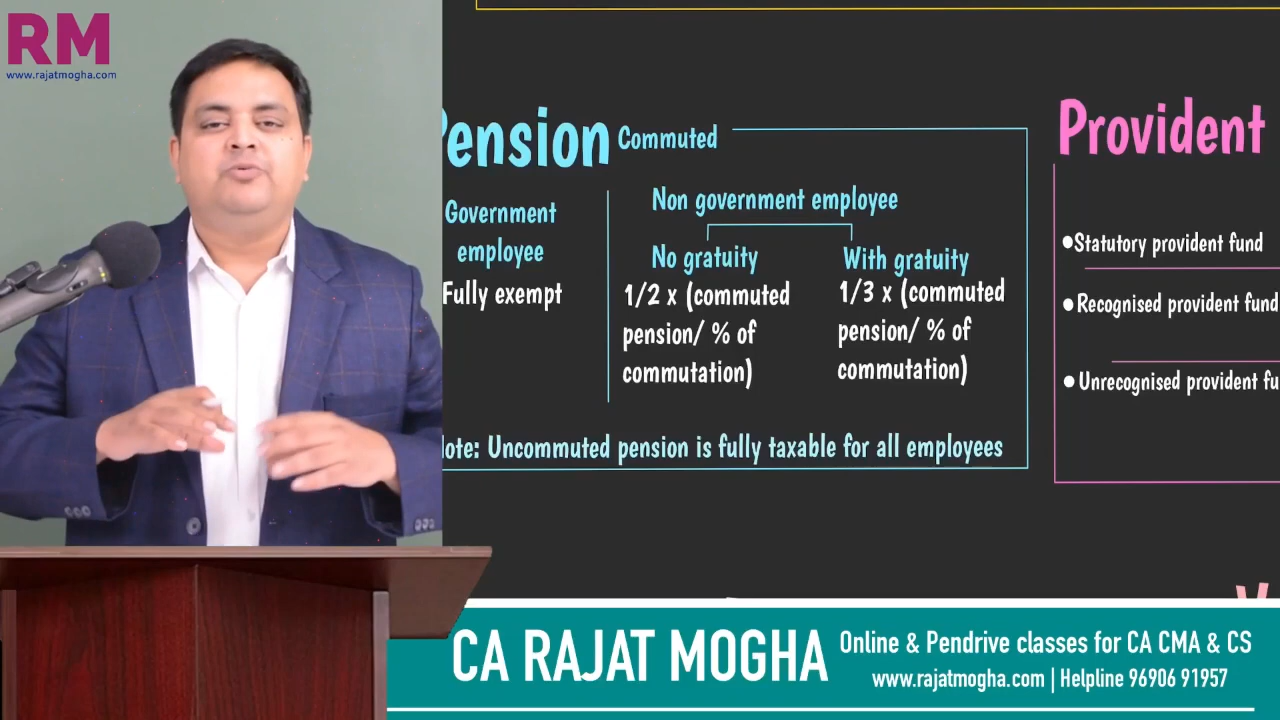 RM
www.rajatmogha.com
Pension Commuted
Government
employee
Fully exempt
Non government employee
No gratuity
1/2 x (commuted
pension/ % of
commutation)
With gratuity
1/3 x (commuted
pension/ % of
commutation)
Note: Uncommuted pension is fully taxable for all employees
Provident
•Statutory provident fund
•Recognised provident fund
•Unrecognised provident fu
CA RAJAT MOGHA
Online & Pendrive classes for CA CMA & CS
www.rajatmogha.com | Helpline 96906 91957